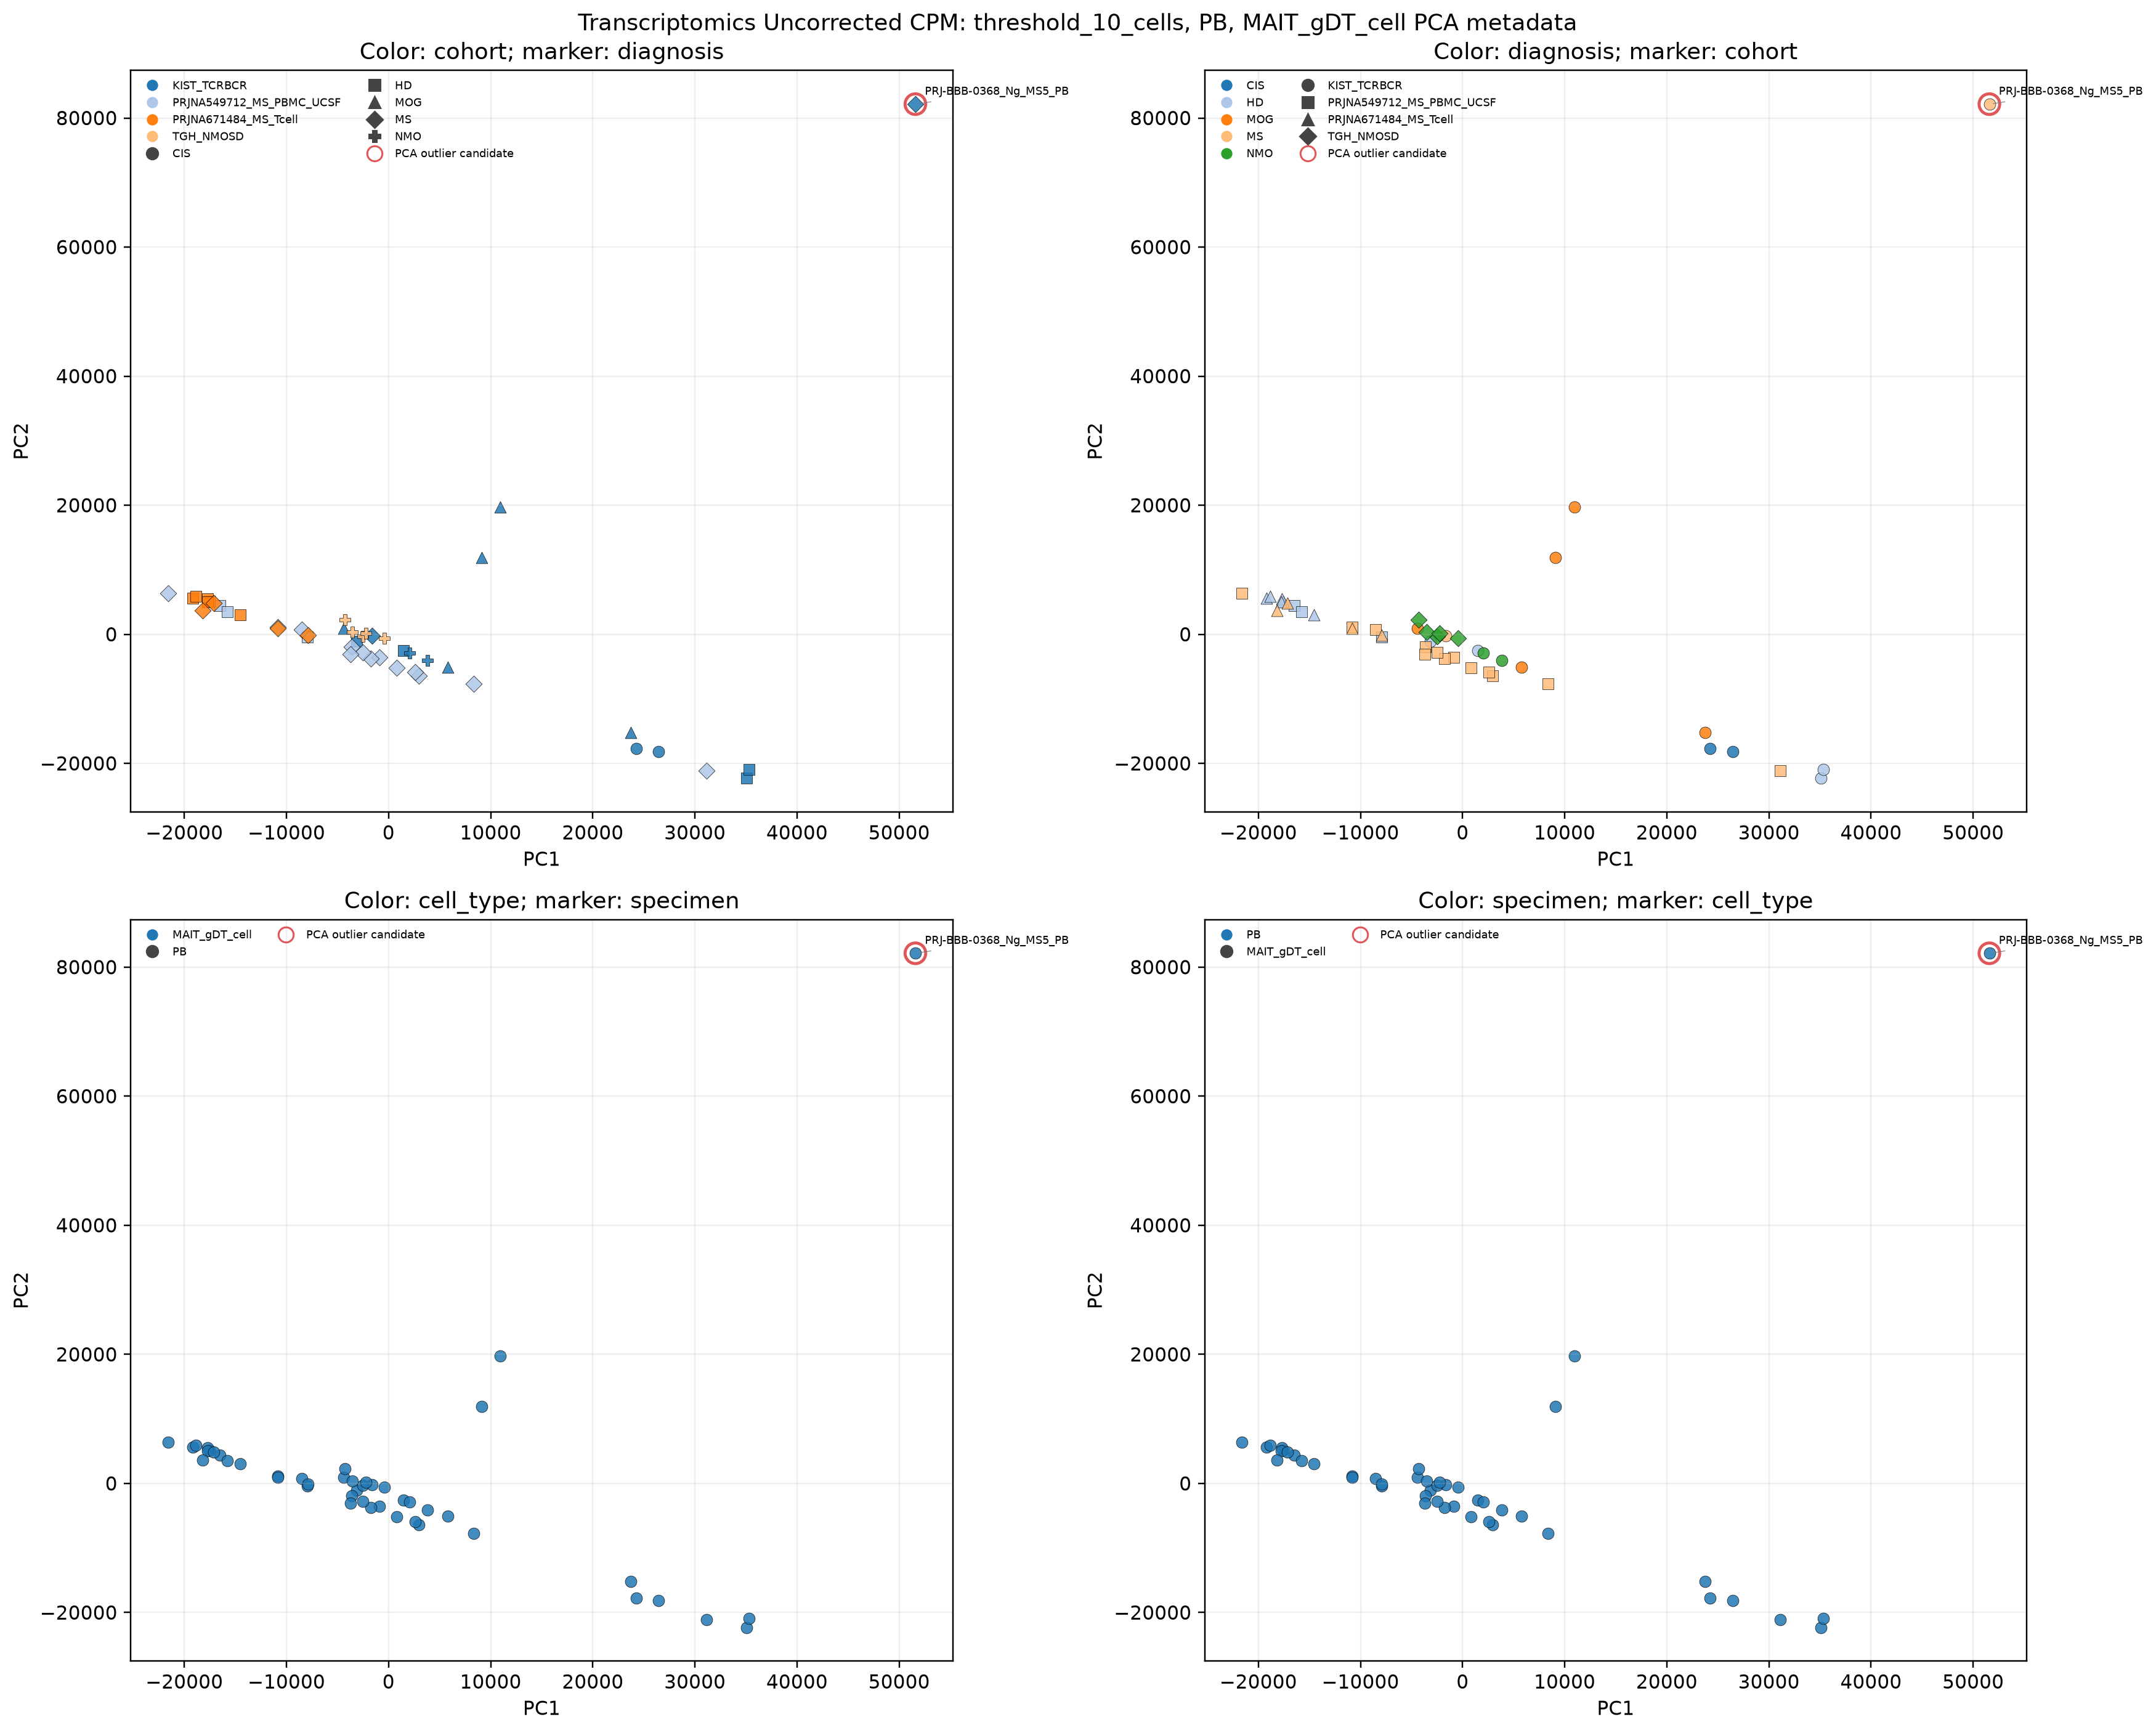 Transcriptomics Uncorrected CPM: threshold_10_cells, PB, MAIT_gDT_cell PCA metadata
Color: cohort; marker: diagnosis
KIST_TCRBCR
PRJNA549712_MS_PBMC_UCSF
PRJNA671484_MS_Tcell
TGH_NMOSD
CIS
HD
MOG
MS
NMO
PCA outlier candidate
PRJ-BBB-0368_Ng_MS5_PB
80000
60000
40000
20000
0
−20000
PC2
−20000 −10000 0 10000 20000 30000 40000 50000
PC1
Color: diagnosis; marker: cohort
CIS
HD
MOG
MS
NMO
KIST_TCRBCR
PRJNA549712_MS_PBMC_UCSF
PRJNA671484_MS_Tcell
TGH_NMOSD
PCA outlier candidate
PRJ-BBB-0368_Ng_MS5_PB
80000
60000
40000
20000
0
−20000
PC2
−20000 −10000 0 10000 20000 30000 40000 50000
PC1
Color: cell_type; marker: specimen
MAIT_gDT_cell
PB
PCA outlier candidate
PRJ-BBB-0368_Ng_MS5_PB
80000
60000
40000
20000
0
−20000
PC2
−20000 −10000 0 10000 20000 30000 40000 50000
PC1
Color: specimen; marker: cell_type
PB
MAIT_gDT_cell
PCA outlier candidate
PRJ-BBB-0368_Ng_MS5_PB
80000
60000
40000
20000
0
−20000
PC2
−20000 −10000 0 10000 20000 30000 40000 50000
PC1